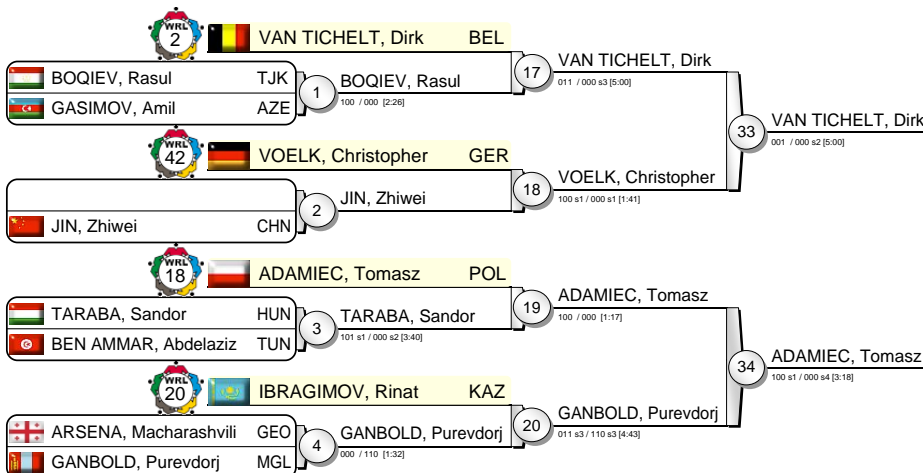 WRL
2
VAN TICHELT, Dirk BEL
BOQIEV, Rasul TJK
GASIMOV, Amil AZE
1
BOQIEV, Rasul
100 / 000 [2:26]
17
VAN TICHELT, Dirk
011 / 000 s3 [5:00]
WRL
42
VOELK, Christopher GER
JIN, Zhiwei CHN
2
JIN, Zhiwei
18
VOELK, Christopher
100 s1 / 000 s1 [1:41]
33
VAN TICHELT, Dirk
001 / 000 s2 [5:00]
WRL
18
ADAMIEC, Tomasz POL
TARABA, Sandor HUN
BEN AMMAR, Abdelaziz TUN
3
TARABA, Sandor
101 s1 / 000 s2 [3:40]
19
ADAMIEC, Tomasz
100 / 000 [1:17]
WRL
20
IBRAGIMOV, Rinat KAZ
ARSENA, Macharashvili GEO
GANBOLD, Purevdorj MGL
4
GANBOLD, Purevdorj
000 / 110 [1:32]
20
GANBOLD, Purevdorj
011 s3 / 110 s3 [4:43]
34
ADAMIEC, Tomasz
100 s1 / 000 s4 [3:18]